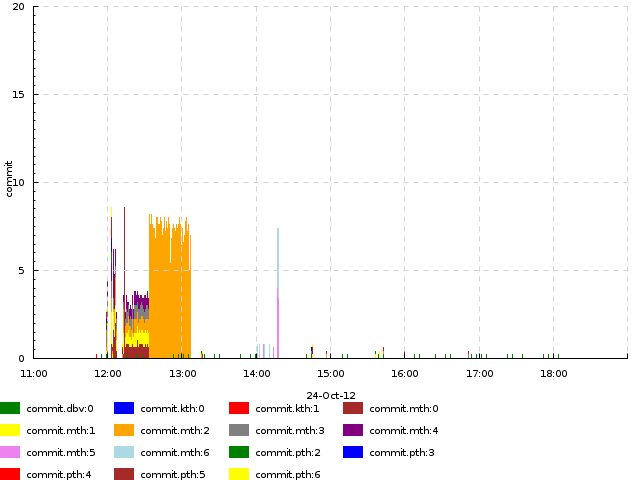 20
15
10
5
0
commit
11:00 12:00 13:00 14:00 15:00 16:00 17:00 18:00
24-Oct-12
commit.dbv:0 commit.kth:0 commit.kth:1 commit.mth:0
commit.mth:1 commit.mth:2 commit.mth:3 commit.mth:4
commit.mth:5 commit.mth:6 commit.pth:2 commit.pth:3
commit.pth:4 commit.pth:5 commit.pth:6